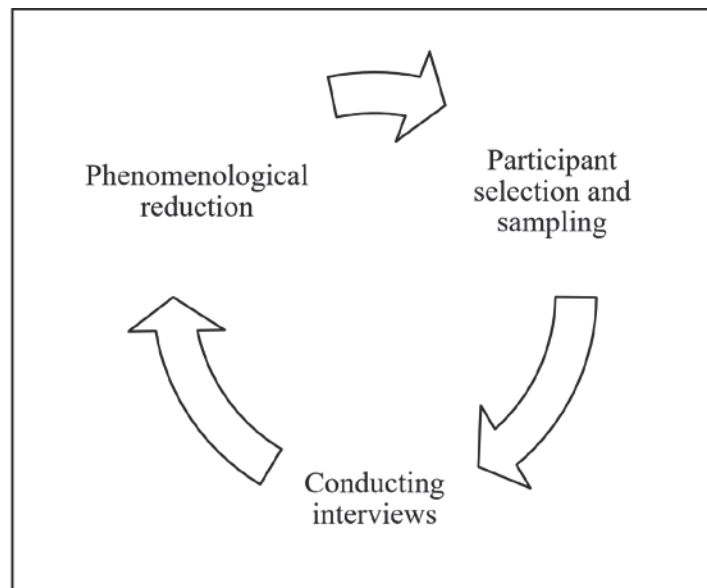 Phenomenological
reduction
Participant
selection and
sampling
Conducting
interviews